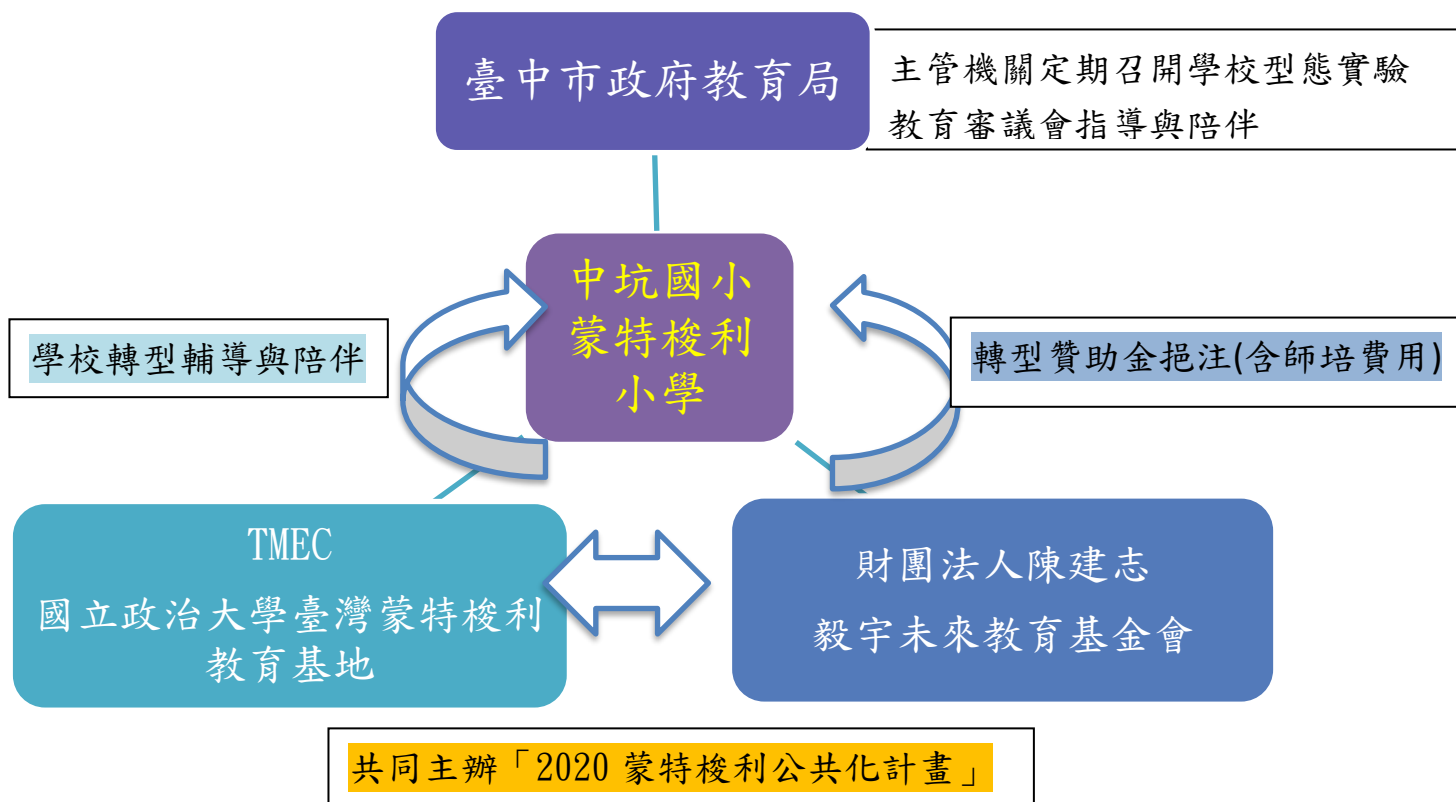 臺中市政府教育局
主管機關定期召開學校型態實驗
教育審議會指導與陪伴
中坑國小
蒙特梭利
小學
學校轉型輔導與陪伴
轉型贊助金挹注(含師培費用)
TMEC
國立政治大學臺灣蒙特梭利
教育基地
財團法人陳建志
毅宇未來教育基金會
共同主辦「2020 蒙特梭利公共化計畫」